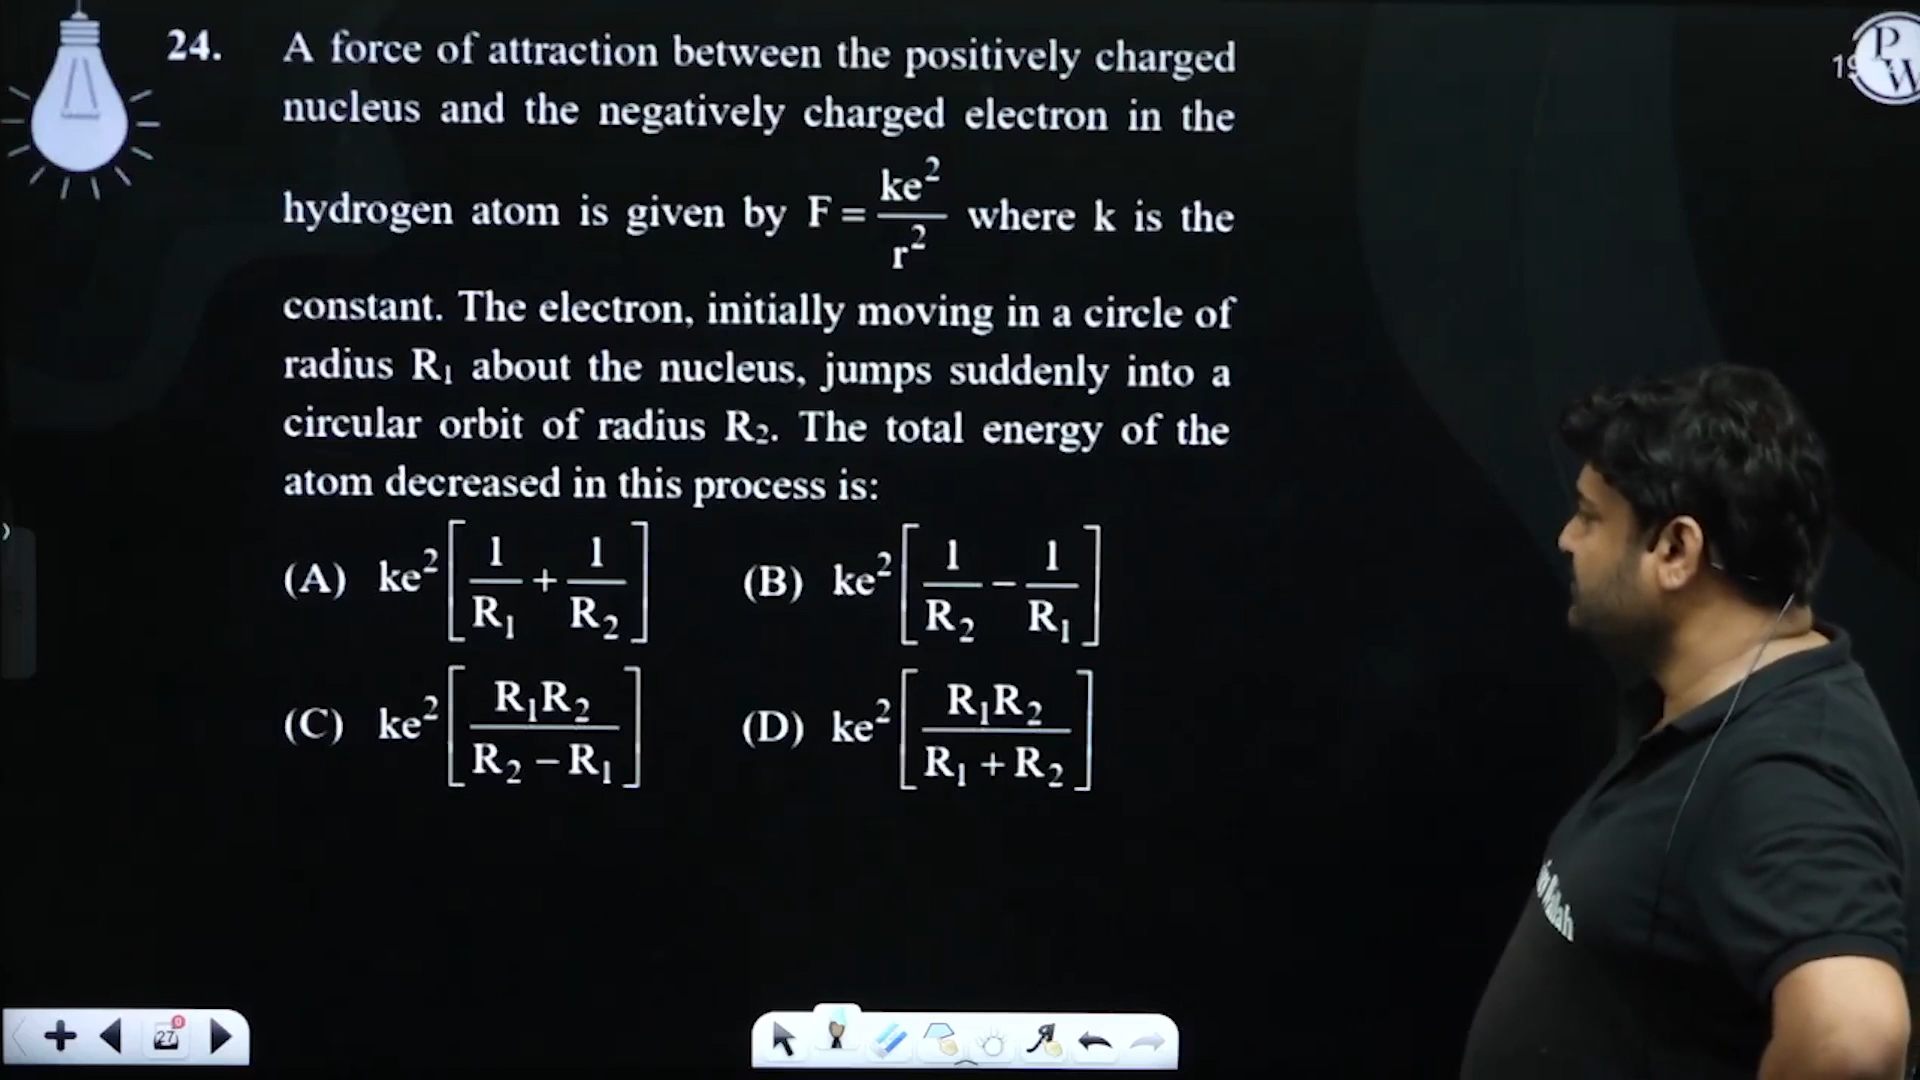 24. A force of attraction between the positively charged
nucleus and the negatively charged electron in the
hydrogen atom is given by F = ke²/r² where k is the
constant. The electron, initially moving in a circle of
radius R₁ about the nucleus, jumps suddenly into a
circular orbit of radius R₂. The total energy of the
atom decreased in this process is:
(A) ke² [1/R₁ + 1/R₂] (B) ke² [1/R₂ − 1/R₁]
(C) ke² [R₁R₂/(R₂ − R₁)] (D) ke² [R₁R₂/(R₁ + R₂)]
PW
27
0